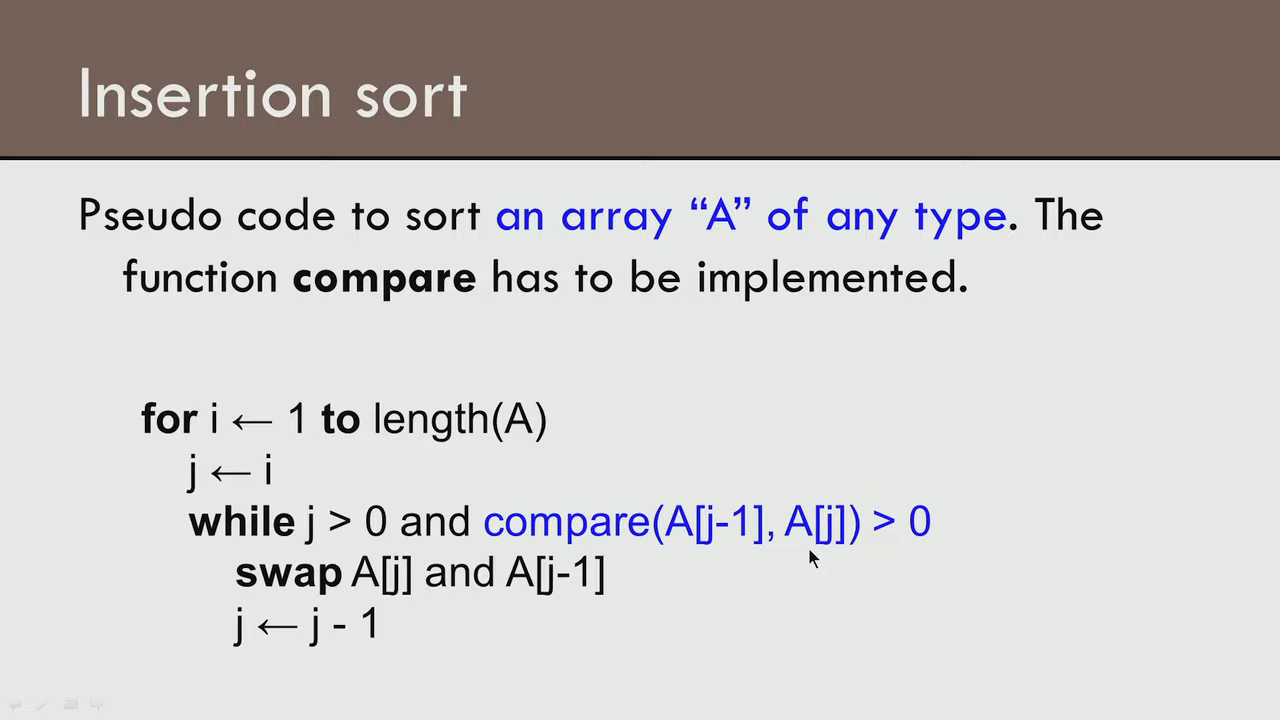 Insertion sort
Pseudo code to sort an array “A” of any type. The
function compare has to be implemented.
for i ← 1 to length(A)
j ← i
while j > 0 and compare(A[j-1], A[j]) > 0
swap A[j] and A[j-1]
j ← j - 1